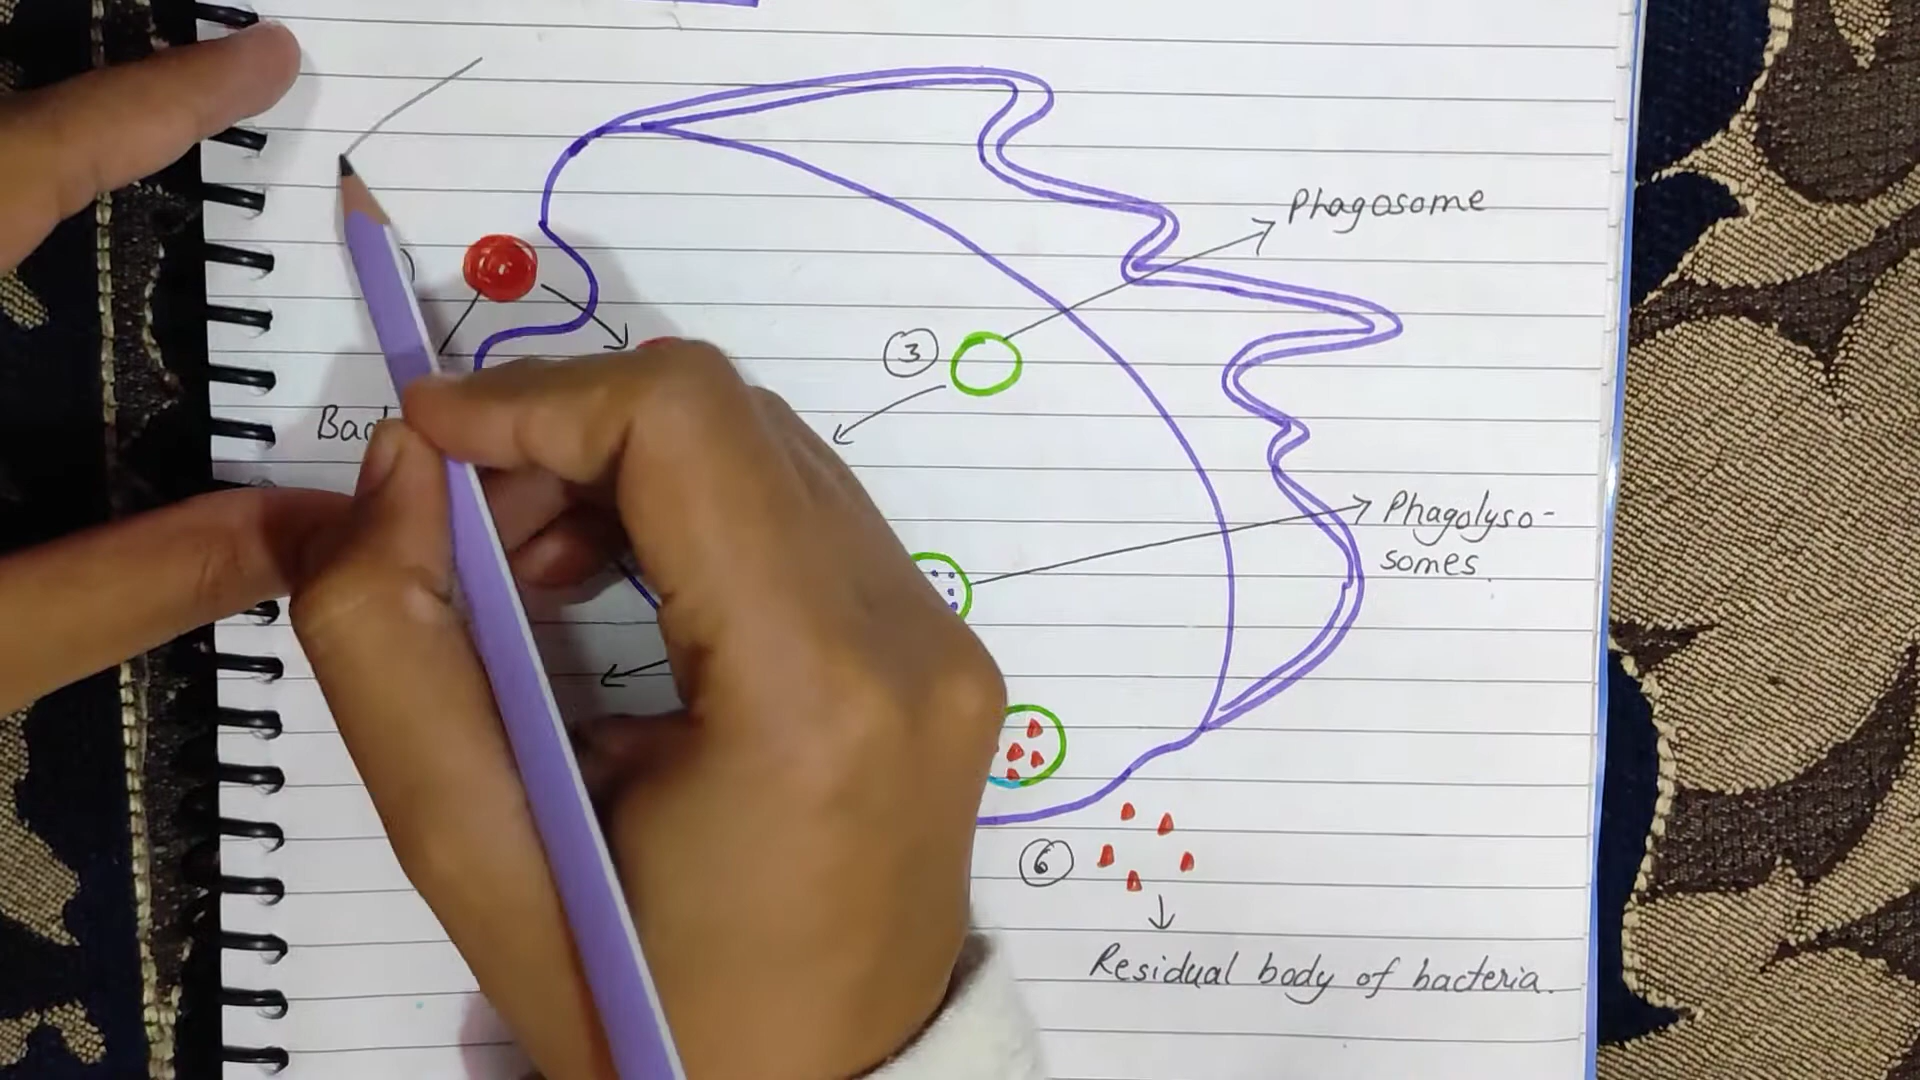 Phagosome
3
Phagolyso-
somes.
6
Residual body of bacteria.